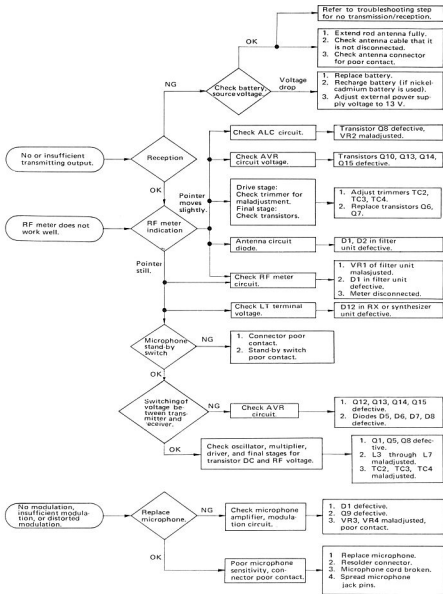 Refer to troubleshooting step
for no transmission/reception.
OK
1. Extend rod antenna fully.
2. Check antenna cable that it
is not disconnected.
3. Check antenna connector
for poor contact.
NG
Check battery,
source voltage.
Voltage
drop
1. Replace battery.
2. Recharge battery (if nickel-
cadmium battery is used).
3. Adjust external power sup-
ply voltage to 13 V.
Check ALC circuit.
Transistor Q8 defective,
VR2 maladjusted.
No or insufficient
transmitting output.
Reception
Check AVR
circuit voltage.
Transistors Q10, Q13, Q14,
Q15 defective.
OK
Pointer
moves
slightly.
Drive stage:
Check trimmer for
maladjustment.
Final stage:
Check transistors.
1. Adjust trimmers TC2,
TC3, TC4.
2. Replace transistors Q6,
Q7.
RF meter does not
work well.
RF meter
indication
Antenna circuit
diode.
D1, D2 in filter
unit defective.
Pointer
still.
Check RF meter
circuit.
1. VR1 of filter unit
malasjusted.
2. D1 in filter unit
defective.
3. Meter disconnected.
Check LT terminal
voltage.
D12 in RX or synthesizer
unit defective.
Microphone
stand by
switch
NG
1. Connector poor
contact.
2. Stand-by switch
poor contact.
OK
Switching of
voltage be-
tween trans-
mitter and
receiver.
NG
Check AVR
circuit.
1. Q12, Q13, Q14, Q15
defective.
2. Diodes D5, D6, D7, D8
defective.
OK
Check oscillator, multiplier,
driver, and final stages for
transistor DC and RF voltage.
1. Q1, Q5, Q8 defec-
tive.
2. L3 through L7
maladjusted.
3. TC2, TC3, TC4
maladjusted.
No modulation,
insufficient modula-
tion, or distorted
modulation.
Replace
microphone.
NG
Check microphone
amplifier, modula-
tion circuit.
1. D1 defective.
2. Q9 defective.
3. VR3, VR4 maladjusted,
poor contact.
OK
Poor microphone
sensitivity, con-
nector poor contact.
1 Replace microphone.
2. Resolder connector.
3. Microphone cord broken.
4. Spread microphone
jack pins.